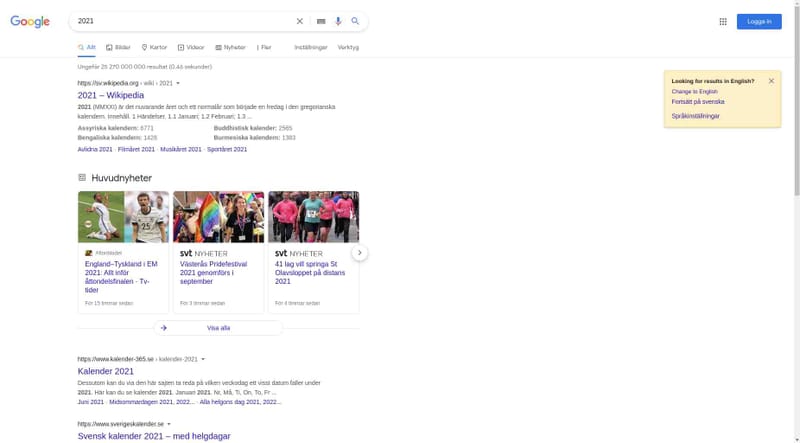 Google
2021
Logga in
Allt
Bilder
Kartor
Videor
Nyheter
Fler
Inställningar
Verktyg
Ungefär 25 270 000 000 resultat (0,44 sekunder)
https://sv.wikipedia.org › wiki › 2021
2021 – Wikipedia
2021 (MMXXI) är det nuvarande året och ett normalår som började en fredag i den gregorianska
kalendern. Innehåll. 1 Händelser. 1.1 Januari; 1.2 Februari; 1.3 ...
Assyriska kalendern: 6771
Buddhistisk kalender: 2565
Bengaliska kalendern: 1428
Burmesiska kalendern: 1383
Avlidna 2021 · Filmåret 2021 · Musikåret 2021 · Sportåret 2021
Looking for results in English?
Change to English
Fortsätt på svenska
Språkinställningar
Huvudnyheter
25
Aftonbladet
England–Tyskland i EM
2021: Allt inför
åttondelsfinalen - Tv-
tider
För 15 timmar sedan
svt NYHETER
Västerås Pridefestival
2021 genomförs i
september
För 3 timmar sedan
svt NYHETER
41 lag vill springa St
Olavsloppet på distans
2021
För 4 timmar sedan
Visa alla
https://www.kalender-365.se › kalender-2021
Kalender 2021
Dessutom kan du via den här sajten ta reda på vilken veckodag ett visst datum faller under
2021. Här kan du se kalender 2021. Januari 2021. Nr, Må, Ti, On, To, Fr ...
Juni 2021 · Midsommardagen 2021, 2022... · Alla helgons dag 2021, 2022...
https://www.sverigeskalender.se
Svensk kalender 2021 – med helgdagar